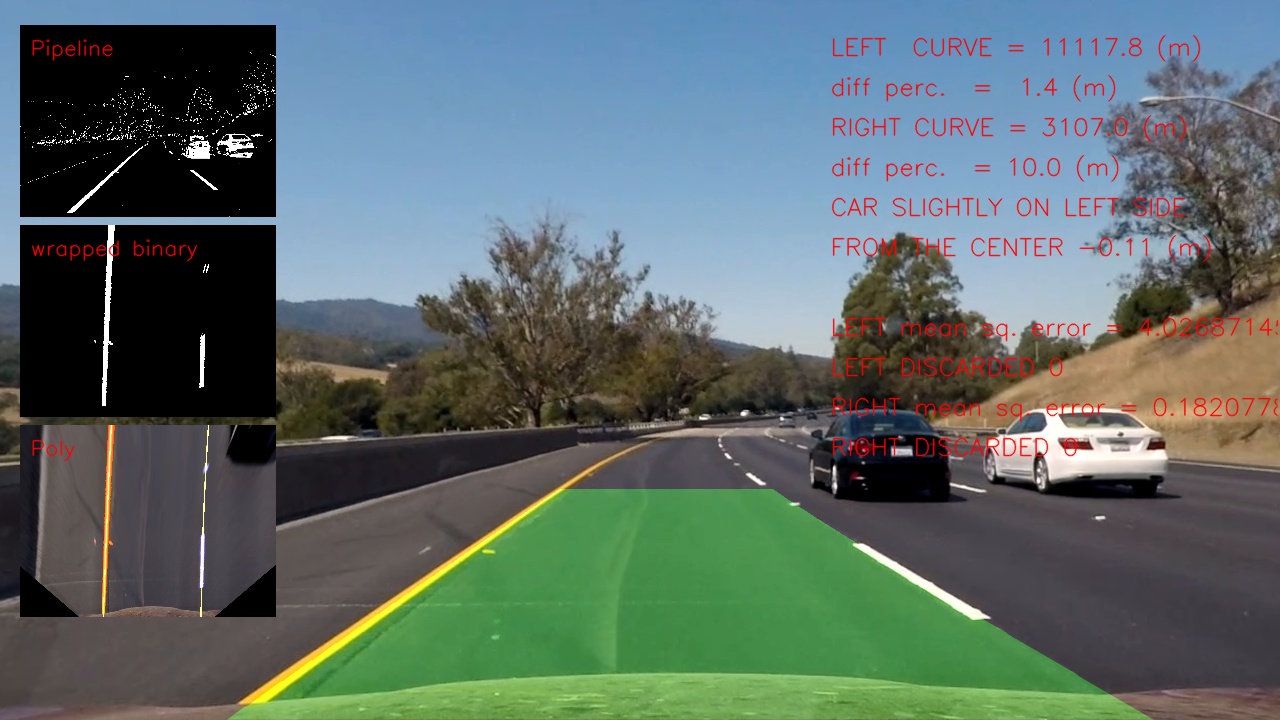 Pipeline
wrapped binary
Poly
LEFT CURVE = 11117.8 (m)
diff perc. = 1.4 (m)
RIGHT CURVE = 3107.0 (m)
diff perc. = 10.0 (m)
CAR SLIGHTLY ON LEFT SIDE
FROM THE CENTER -0.11 (m)
LEFT mean sq. error = 4.0268714
LEFT DISCARDED 0
RIGHT mean sq. error = 0.182077
RIGHT DISCARDED 0